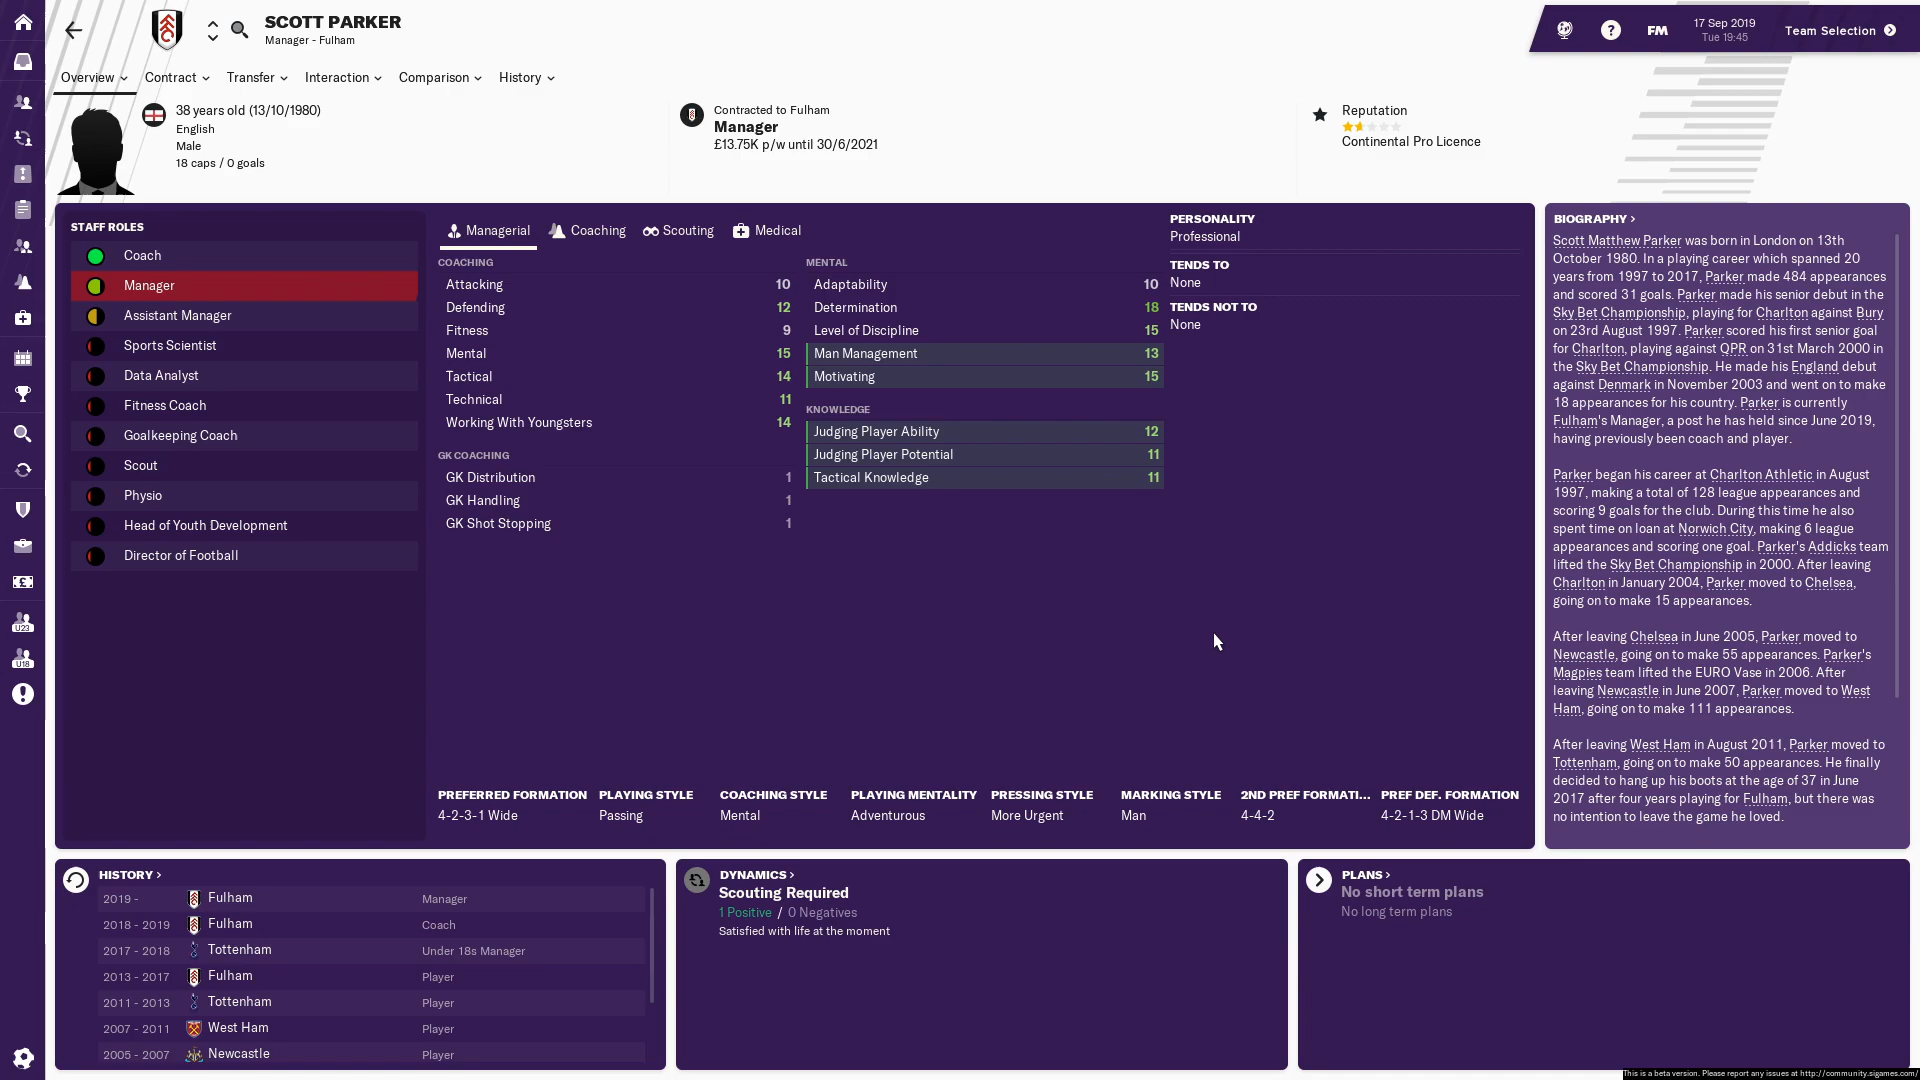 SCOTT PARKER
Manager - Fulham
FM
17 Sep 2019
Tue 19:45
Team Selection
Overview
Contract
Transfer
Interaction
Comparison
History
38 years old (13/10/1980)
English
Male
18 caps / 0 goals
Contracted to Fulham
Manager
£13.75K p/w until 30/6/2021
Reputation
Continental Pro Licence
STAFF ROLES
Coach
Manager
Assistant Manager
Sports Scientist
Data Analyst
Fitness Coach
Goalkeeping Coach
Scout
Physio
Head of Youth Development
Director of Football
Managerial
Coaching
Scouting
Medical
COACHING
Attacking 10
Defending 12
Fitness 9
Mental 15
Tactical 14
Technical 11
Working With Youngsters 14
GK COACHING
GK Distribution 1
GK Handling 1
GK Shot Stopping 1
MENTAL
Adaptability 10
Determination 18
Level of Discipline 15
Man Management 13
Motivating 15
KNOWLEDGE
Judging Player Ability 12
Judging Player Potential 11
Tactical Knowledge 11
PERSONALITY
Professional
TENDS TO
None
TENDS NOT TO
None
PREFERRED FORMATION
4-2-3-1 Wide
PLAYING STYLE
Passing
COACHING STYLE
Mental
PLAYING MENTALITY
Adventurous
PRESSING STYLE
More Urgent
MARKING STYLE
Man
2ND PREF FORMATI...
4-4-2
PREF DEF. FORMATION
4-2-1-3 DM Wide
BIOGRAPHY >
Scott Matthew Parker was born in London on 13th
October 1980. In a playing career which spanned 20
years from 1997 to 2017, Parker made 484 appearances
and scored 31 goals. Parker made his senior debut in the
Sky Bet Championship, playing for Charlton against Bury
on 23rd August 1997. Parker scored his first senior goal
for Charlton, playing against QPR on 31st March 2000 in
the Sky Bet Championship. He made his England debut
against Denmark in November 2003 and went on to make
18 appearances for his country. Parker is currently
Fulham's Manager, a post he has held since June 2019,
having previously been coach and player.
Parker began his career at Charlton Athletic in August
1997, making a total of 128 league appearances and
scoring 9 goals for the club. During this time he also
spent time on loan at Norwich City, making 6 league
appearances and scoring one goal. Parker's Addicks team
lifted the Sky Bet Championship in 2000. After leaving
Charlton in January 2004, Parker moved to Chelsea,
going on to make 15 appearances.
After leaving Chelsea in June 2005, Parker moved to
Newcastle, going on to make 55 appearances. Parker's
Magpies team lifted the EURO Vase in 2006. After
leaving Newcastle in June 2007, Parker moved to West
Ham, going on to make 111 appearances.
After leaving West Ham in August 2011, Parker moved to
Tottenham, going on to make 50 appearances. He finally
decided to hang up his boots at the age of 37 in June
2017 after four years playing for Fulham, but there was
no intention to leave the game he loved.
U23
U18
HISTORY >
2019 - Fulham Manager
2018 - 2019 Fulham Coach
2017 - 2018 Tottenham Under 18s Manager
2013 - 2017 Fulham Player
2011 - 2013 Tottenham Player
2007 - 2011 West Ham Player
2005 - 2007 Newcastle Player
DYNAMICS >
Scouting Required
1 Positive / 0 Negatives
Satisfied with life at the moment
PLANS >
No short term plans
No long term plans
This is a beta version. Please report any issues at http://community.sigames.com/